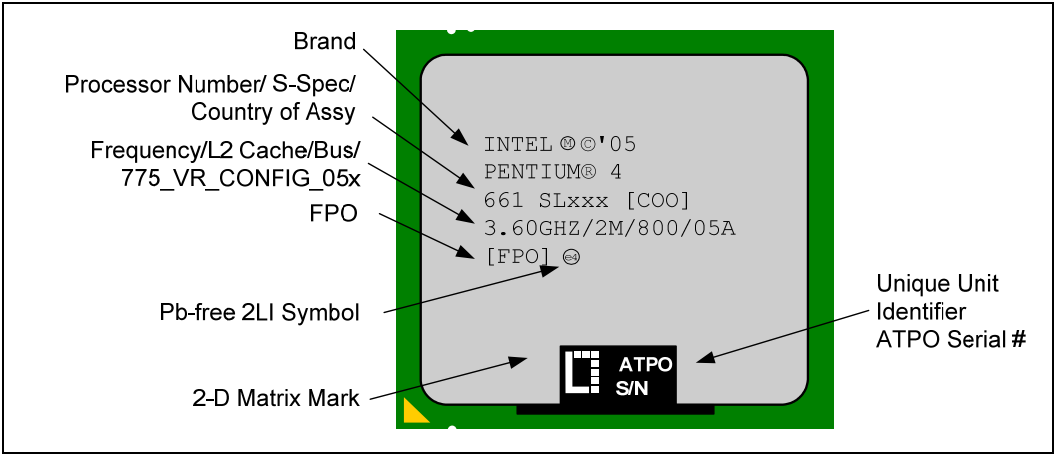 Brand
Processor Number/ S-Spec/
Country of Assy
Frequency/L2 Cache/Bus/
775_VR_CONFIG_05x
FPO
Pb-free 2LI Symbol
2-D Matrix Mark
INTEL Ⓜ©'05
PENTIUM® 4
661 SLxxx [COO]
3.60GHZ/2M/800/05A
[FPO] e4
ATPO
S/N
Unique Unit
Identifier
ATPO Serial #